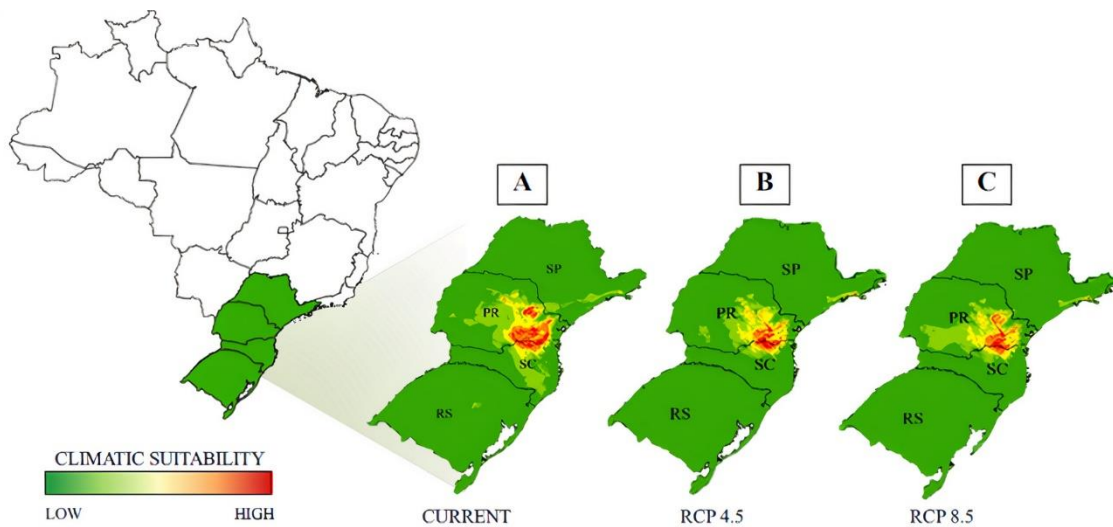 A
B
C
SP
PR
SC
RS
SP
PR
SC
RS
SP
PR
SC
RS
CLIMATIC SUITABILITY
LOW HIGH
CURRENT
RCP 4.5
RCP 8.5